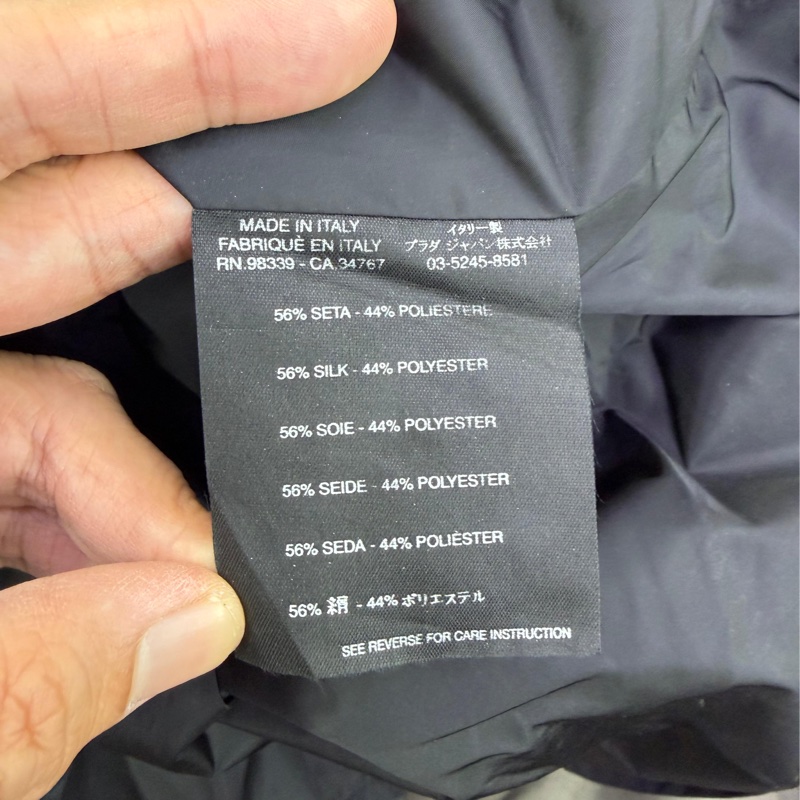 MADE IN ITALY
FABRIQUÈ EN ITALY
RN.98339 - CA.34767
イタリー製
プラダ ジャパン株式会社
03-5245-8581
56% SETA - 44% POLIESTERE
56% SILK - 44% POLYESTER
56% SOIE - 44% POLYESTER
56% SEIDE - 44% POLYESTER
56% SEDA - 44% POLIÈSTER
56% 絹 - 44% ポリエステル
SEE REVERSE FOR CARE INSTRUCTION